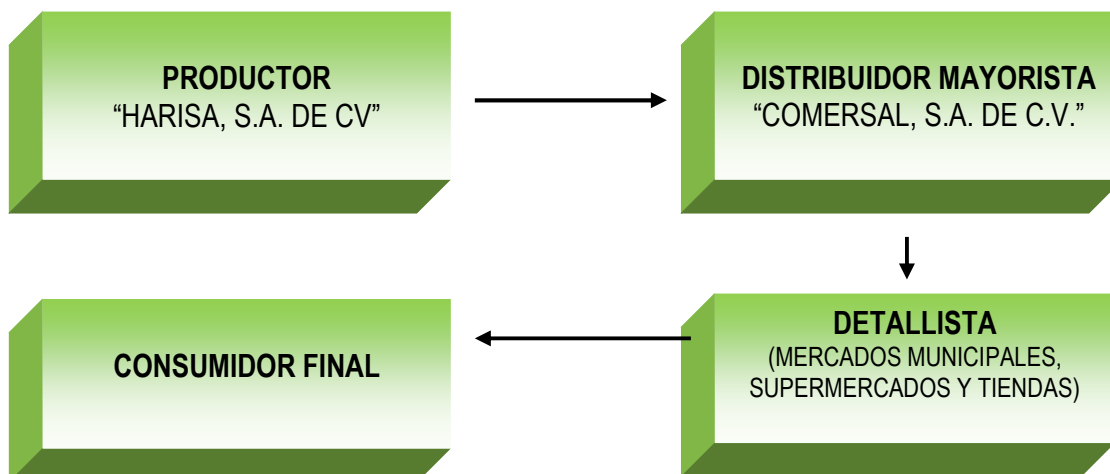 PRODUCTOR
“HARISA, S.A. DE CV”
DISTRIBUIDOR MAYORISTA
“COMERSAL, S.A. DE C.V.”
DETALLISTA
(MERCADOS MUNICIPALES,
SUPERMERCADOS Y TIENDAS)
CONSUMIDOR FINAL